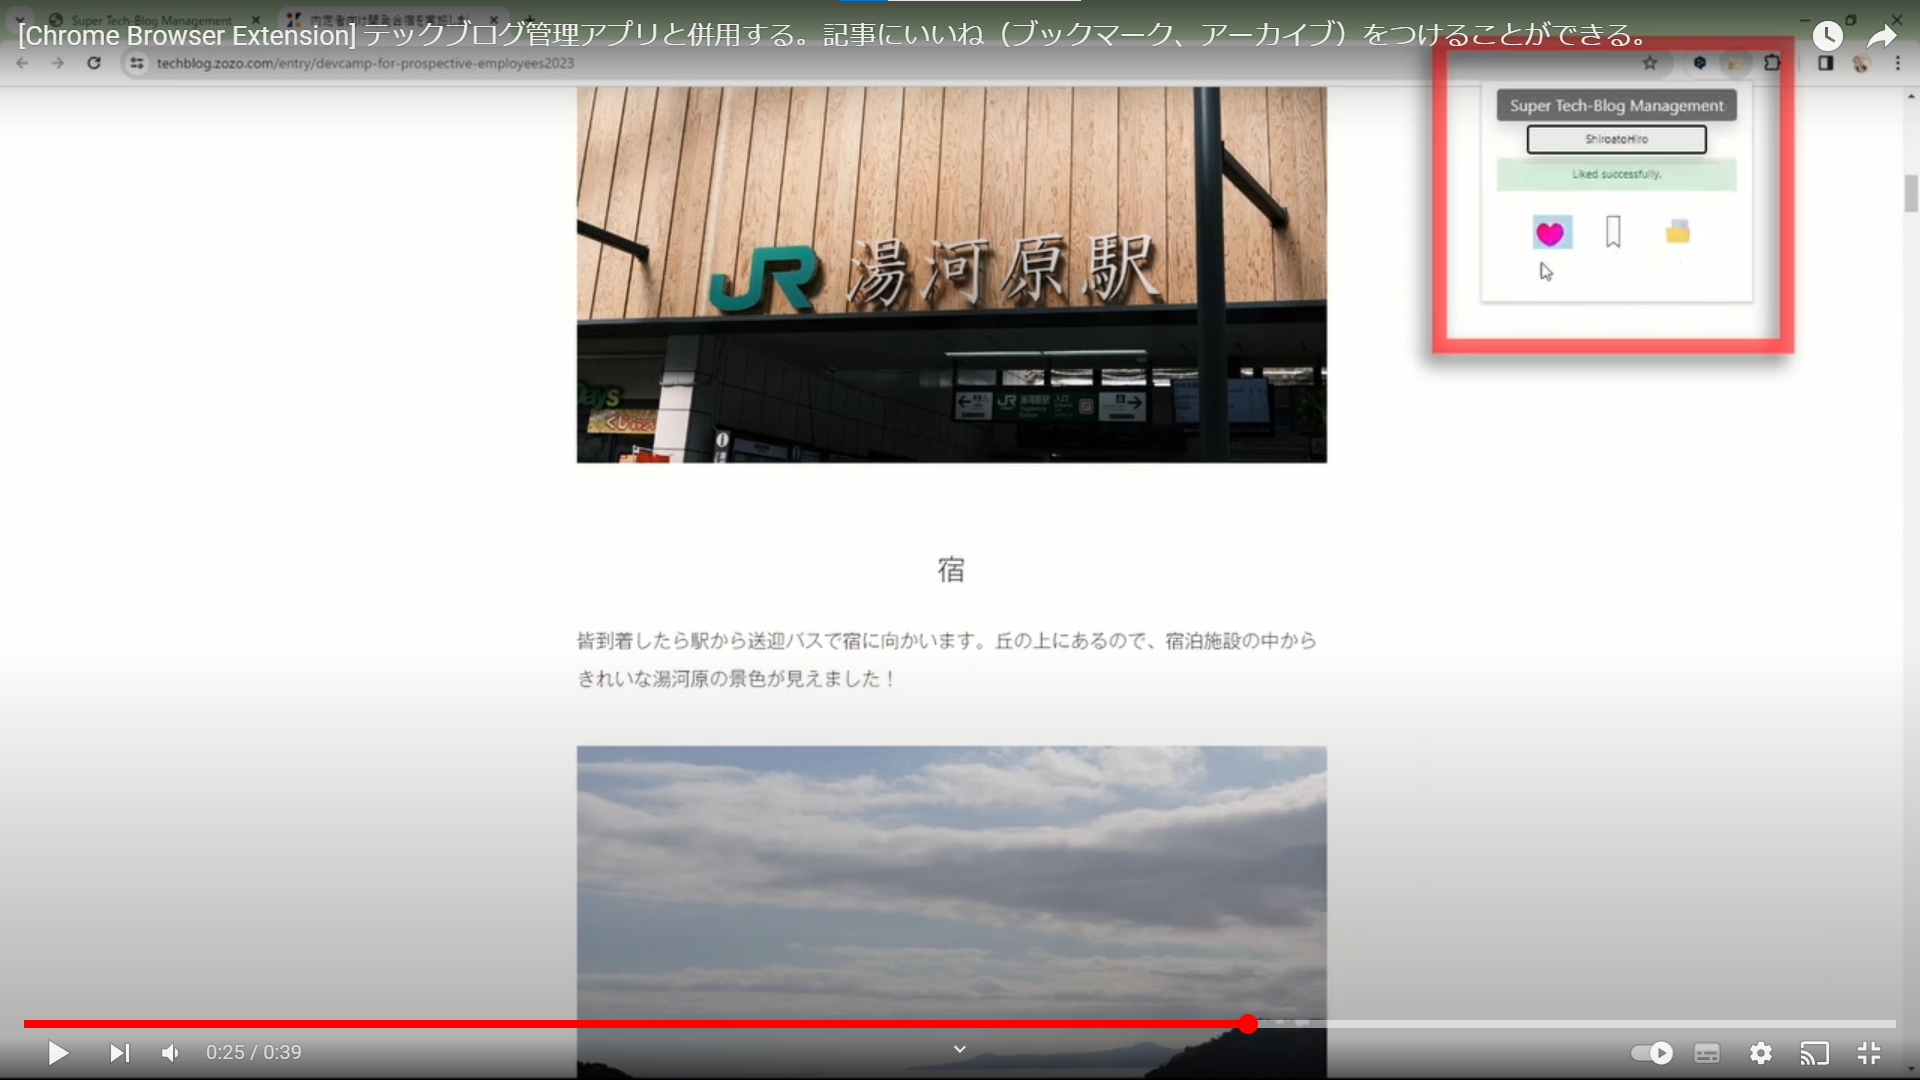 Super Tech-Blog Management
[Chrome Browser Extension] テックブログ管理アプリと併用する。記事にいいね（ブックマーク、アーカイブ）をつけることができる。
techblog.zozo.com/entry/devcamp-for-prospective-employees2023
Super Tech-Blog Management
ShiroatoHiro
Liked successfully.
JR 湯河原駅
宿
皆到着したら駅から送迎バスで宿に向かいます。丘の上にあるので、宿泊施設の中から
きれいな湯河原の景色が見えました！
0:25 / 0:39